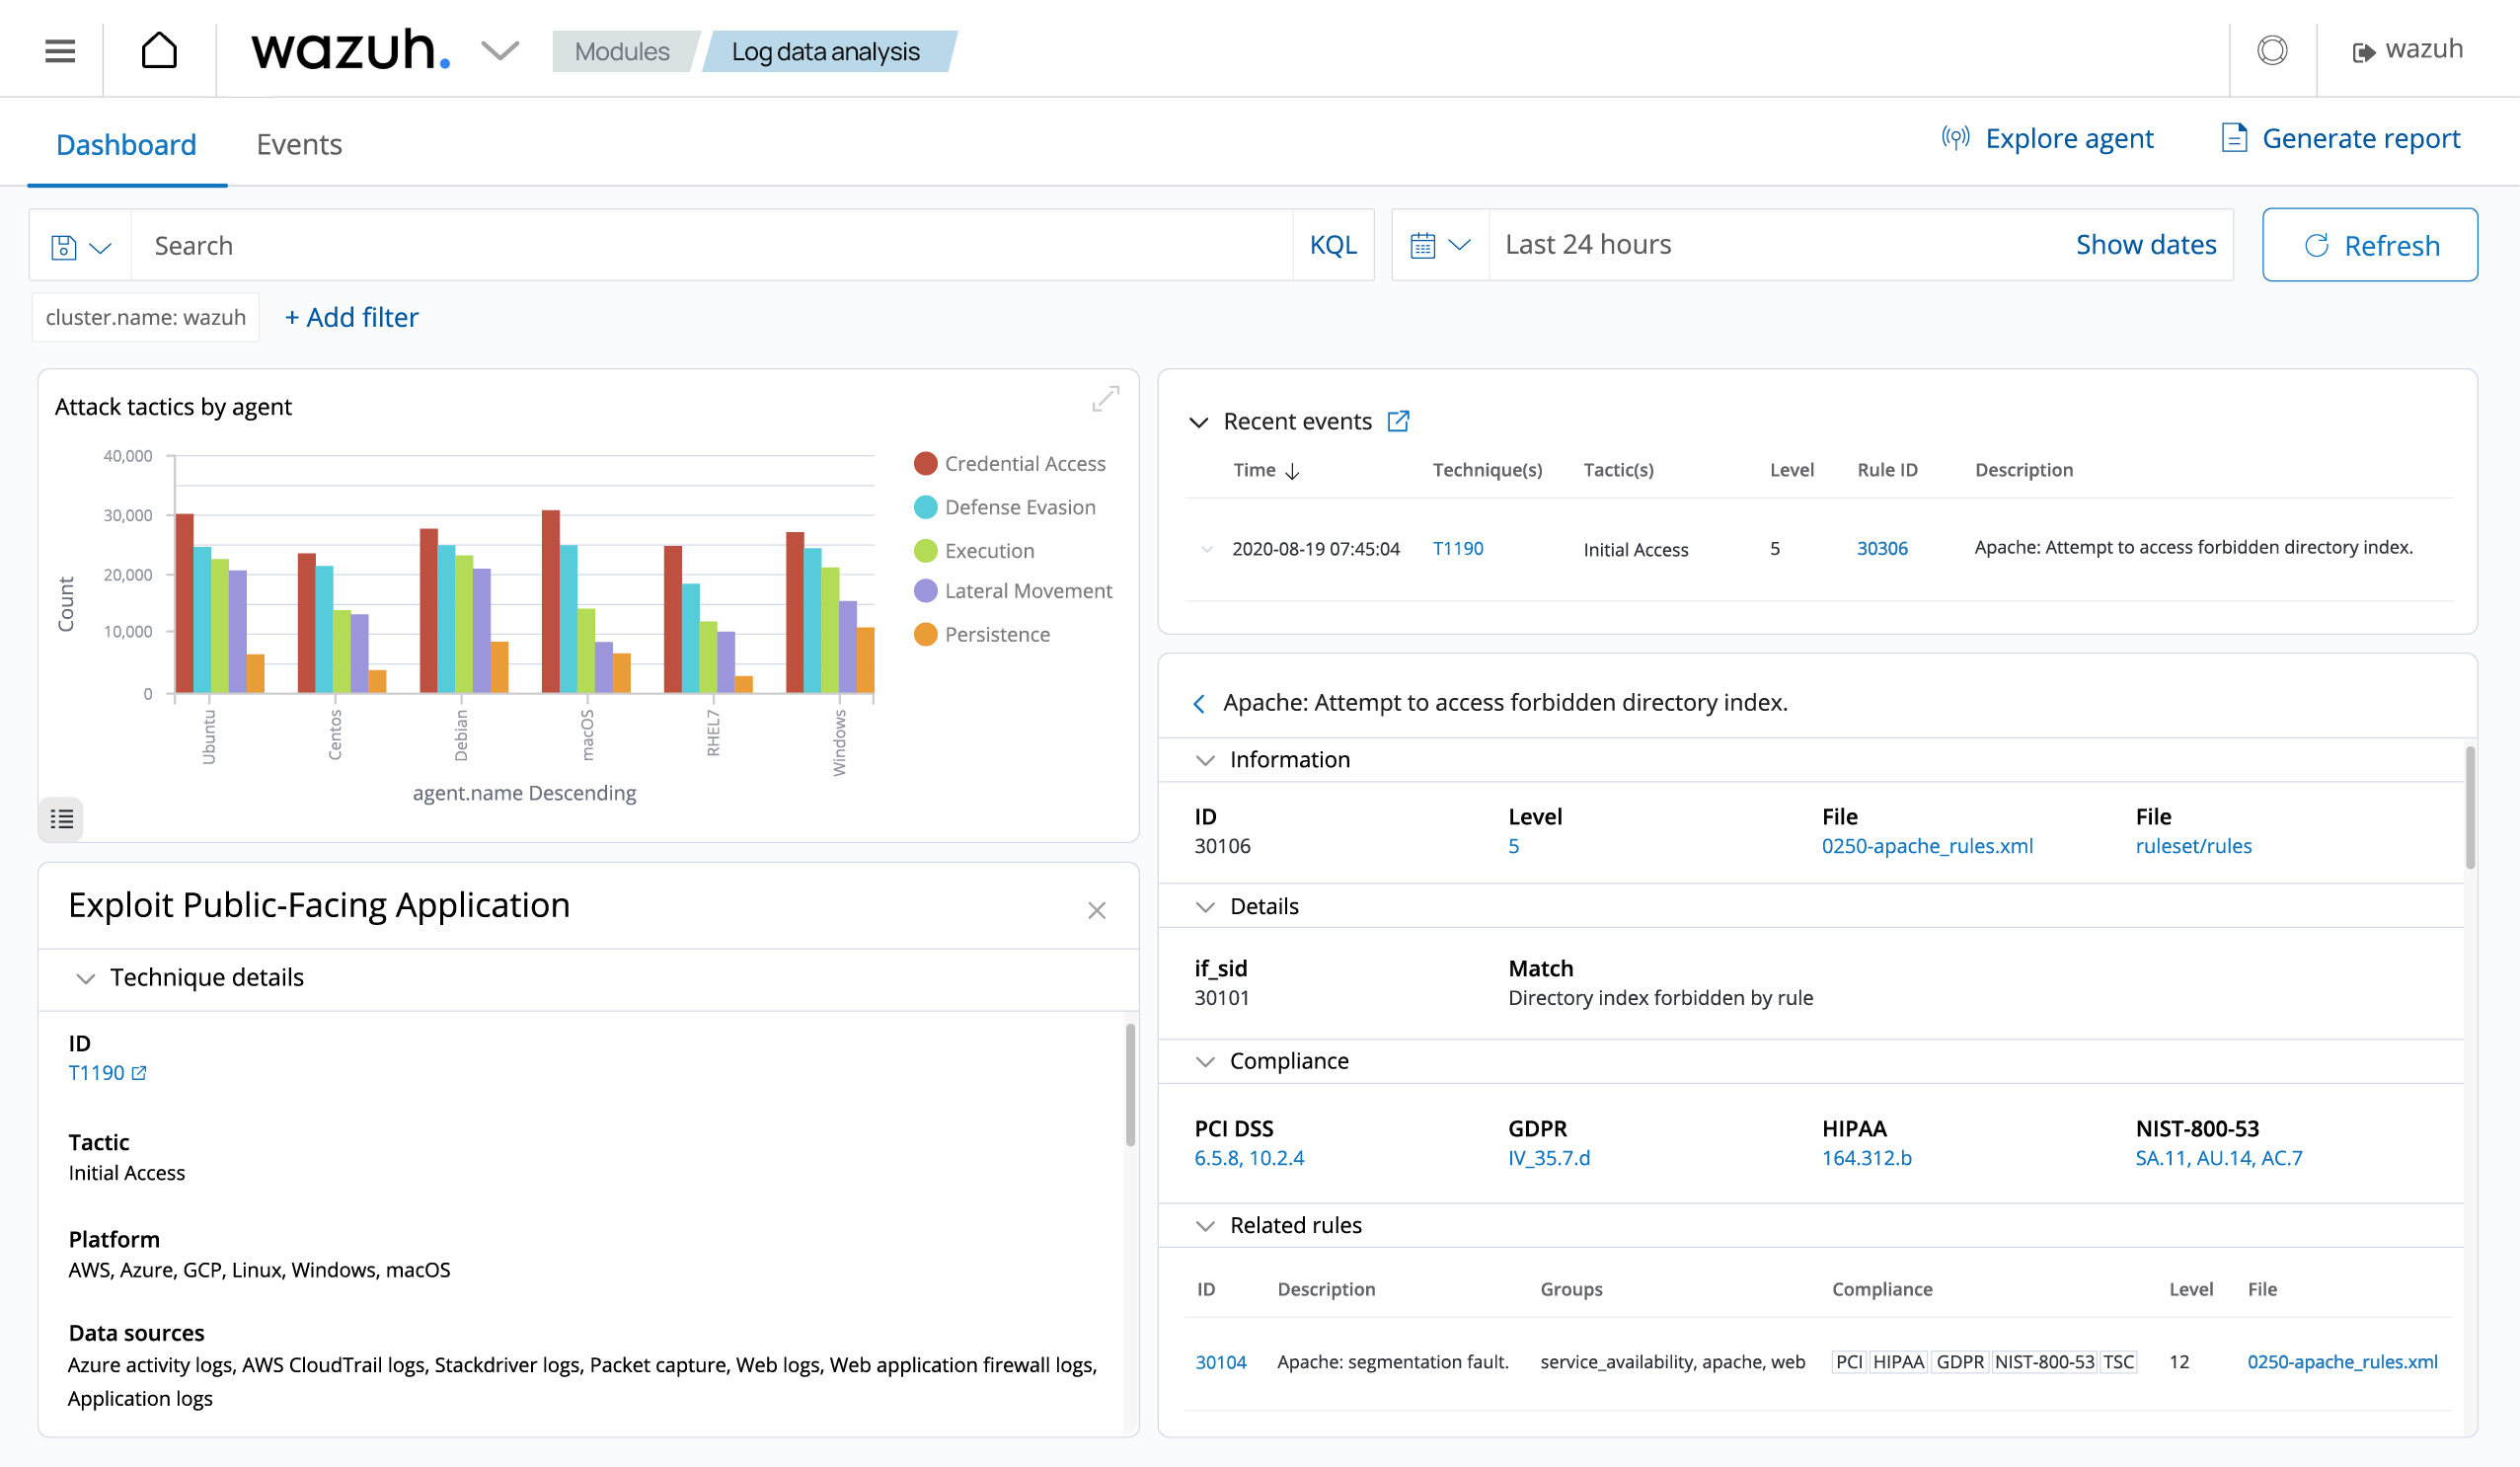 wazuh.
Modules
Log data analysis
wazuh
Dashboard
Events
Explore agent
Generate report
Search
KQL
Last 24 hours
Show dates
Refresh
cluster.name: wazuh
+ Add filter
Attack tactics by agent
Count
40,000
30,000
20,000
10,000
0
Ubuntu
Centos
Debian
macOS
RHEL7
Windows
agent.name Descending
Credential Access
Defense Evasion
Execution
Lateral Movement
Persistence
Exploit Public-Facing Application
Technique details
ID
T1190
Tactic
Initial Access
Platform
AWS, Azure, GCP, Linux, Windows, macOS
Data sources
Azure activity logs, AWS CloudTrail logs, Stackdriver logs, Packet capture, Web logs, Web application firewall logs,
Application logs
Recent events
Time Technique(s) Tactic(s) Level Rule ID Description
2020-08-19 07:45:04 T1190 Initial Access 5 30306 Apache: Attempt to access forbidden directory index.
Apache: Attempt to access forbidden directory index.
Information
ID Level File File
30106 5 0250-apache_rules.xml ruleset/rules
Details
if_sid Match
30101 Directory index forbidden by rule
Compliance
PCI DSS GDPR HIPAA NIST-800-53
6.5.8, 10.2.4 IV_35.7.d 164.312.b SA.11, AU.14, AC.7
Related rules
ID Description Groups Compliance Level File
30104 Apache: segmentation fault. service_availability, apache, web PCI HIPAA GDPR NIST-800-53 TSC 12 0250-apache_rules.xml